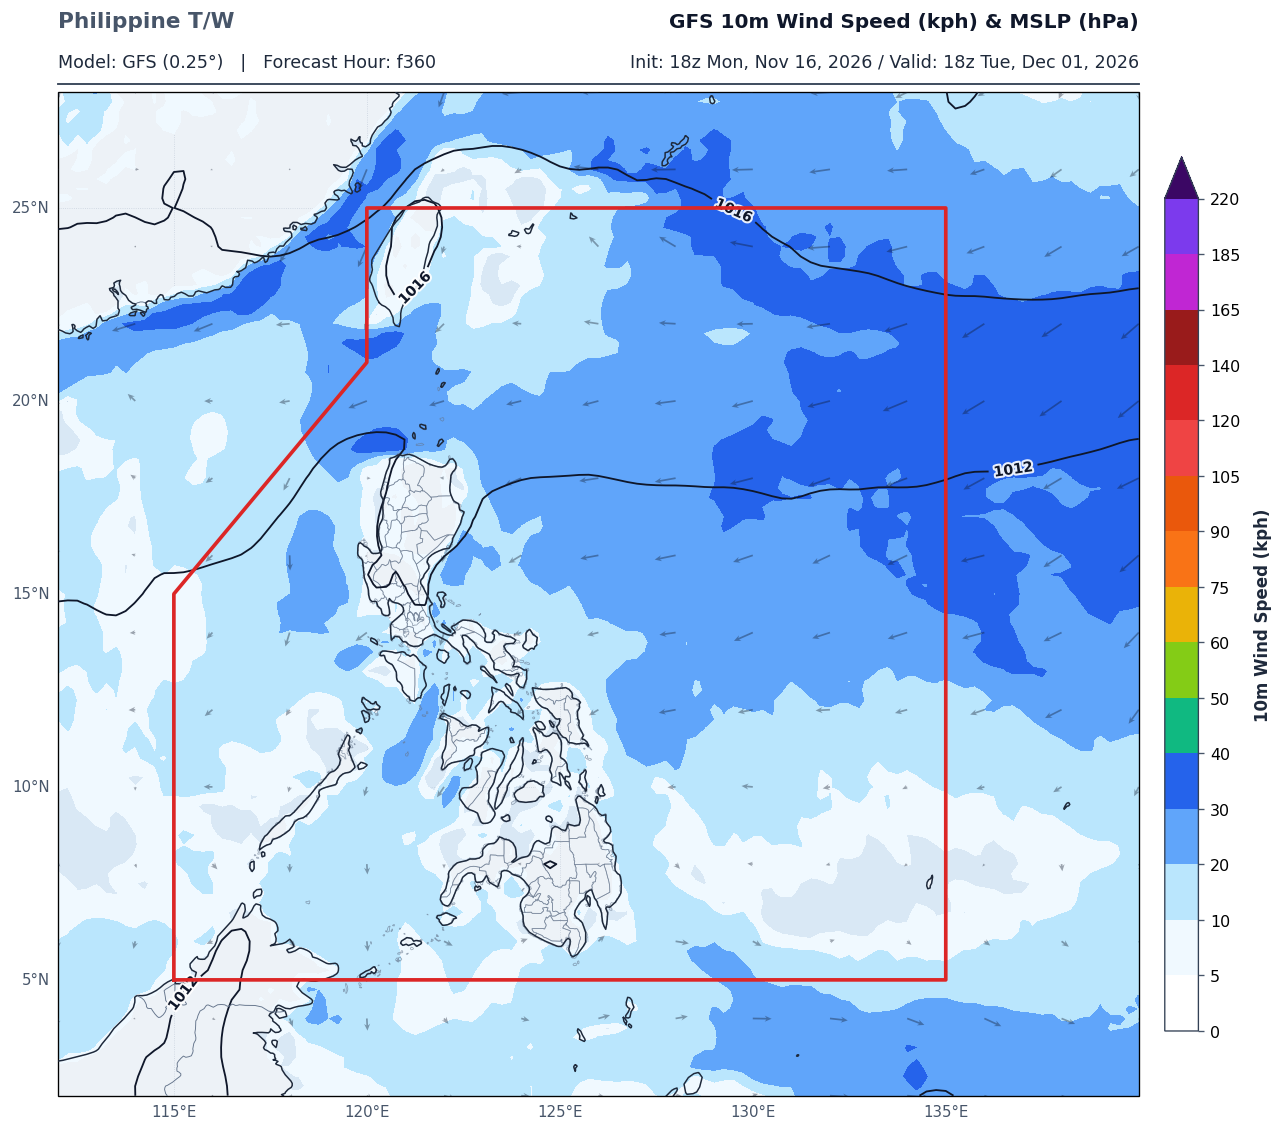 Philippine T/W
GFS 10m Wind Speed (kph) & MSLP (hPa)
Model: GFS (0.25°)   |   Forecast Hour: f360
Init: 18z Mon, Nov 16, 2026 / Valid: 18z Tue, Dec 01, 2026
25°N
20°N
15°N
10°N
5°N
115°E
120°E
125°E
130°E
135°E
1016
1016
1012
1012
220
185
165
140
120
105
90
75
60
50
40
30
20
10
5
0
10m Wind Speed (kph)